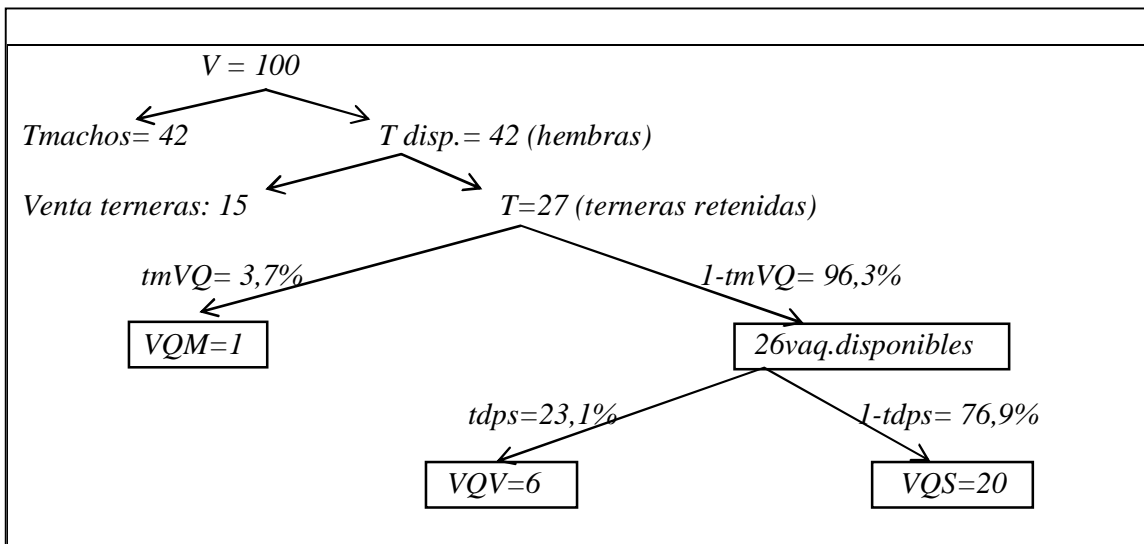 V = 100
Tmachos= 42
T disp.= 42 (hembras)
Venta terneras: 15
T=27 (terneras retenidas)
tmVQ= 3,7%
1-tmVQ= 96,3%
VQM=1
26vaq.disponibles
tdps=23,1%
1-tdps= 76,9%
VQV=6
VQS=20